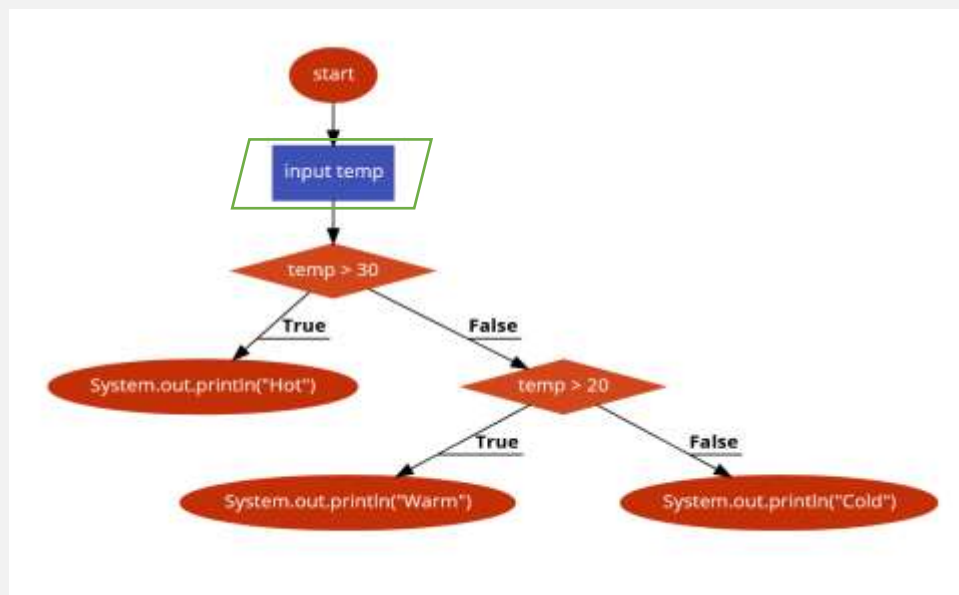 start
input temp
temp > 30
True
False
System.out.println("Hot")
temp > 20
True
False
System.out.println("Warm")
System.out.println("Cold")